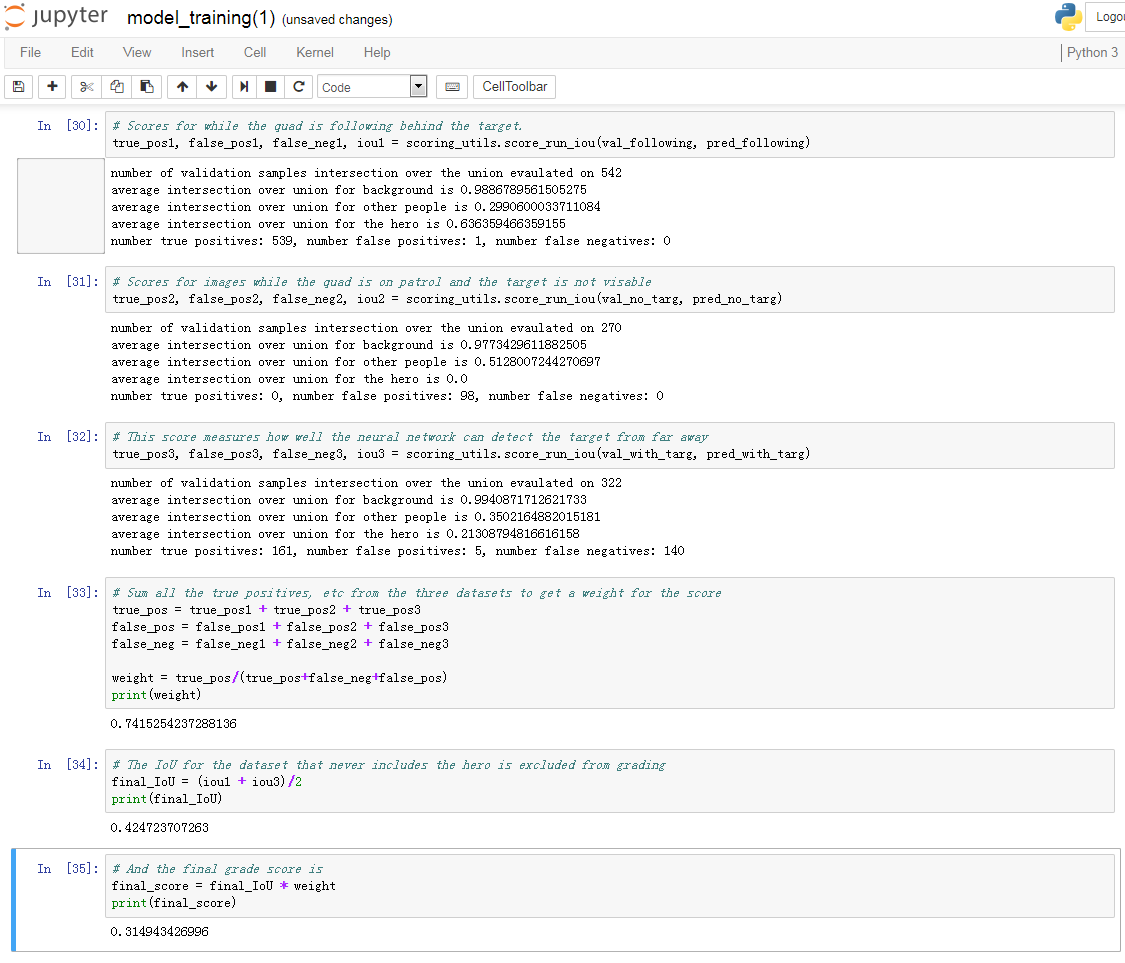 jupyter model_training(1) (unsaved changes)
Logou
File Edit View Insert Cell Kernel Help Python 3
Code CellToolbar
In [30]: # Scores for while the quad is following behind the target.
true_pos1, false_pos1, false_neg1, iou1 = scoring_utils.score_run_iou(val_following, pred_following)
number of validation samples intersection over the union evaulated on 542
average intersection over union for background is 0.9886789561505275
average intersection over union for other people is 0.2990600033711084
average intersection over union for the hero is 0.636359466359155
number true positives: 539, number false positives: 1, number false negatives: 0
In [31]: # Scores for images while the quad is on patrol and the target is not visable
true_pos2, false_pos2, false_neg2, iou2 = scoring_utils.score_run_iou(val_no_targ, pred_no_targ)
number of validation samples intersection over the union evaulated on 270
average intersection over union for background is 0.9773429611882505
average intersection over union for other people is 0.5128007244270697
average intersection over union for the hero is 0.0
number true positives: 0, number false positives: 98, number false negatives: 0
In [32]: # This score measures how well the neural network can detect the target from far away
true_pos3, false_pos3, false_neg3, iou3 = scoring_utils.score_run_iou(val_with_targ, pred_with_targ)
number of validation samples intersection over the union evaulated on 322
average intersection over union for background is 0.9940871712621733
average intersection over union for other people is 0.3502164882015181
average intersection over union for the hero is 0.21308794816616158
number true positives: 161, number false positives: 5, number false negatives: 140
In [33]: # Sum all the true positives, etc from the three datasets to get a weight for the score
true_pos = true_pos1 + true_pos2 + true_pos3
false_pos = false_pos1 + false_pos2 + false_pos3
false_neg = false_neg1 + false_neg2 + false_neg3
weight = true_pos/(true_pos+false_neg+false_pos)
print(weight)
0.7415254237288136
In [34]: # The IoU for the dataset that never includes the hero is excluded from grading
final_IoU = (iou1 + iou3)/2
print(final_IoU)
0.424723707263
In [35]: # And the final grade score is
final_score = final_IoU * weight
print(final_score)
0.314943426996